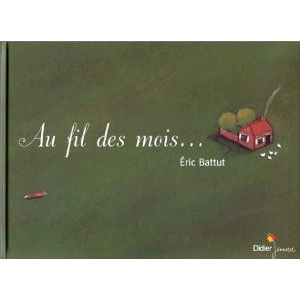 Au fil des mois...
Éric Battut
Didier
Jeunesse